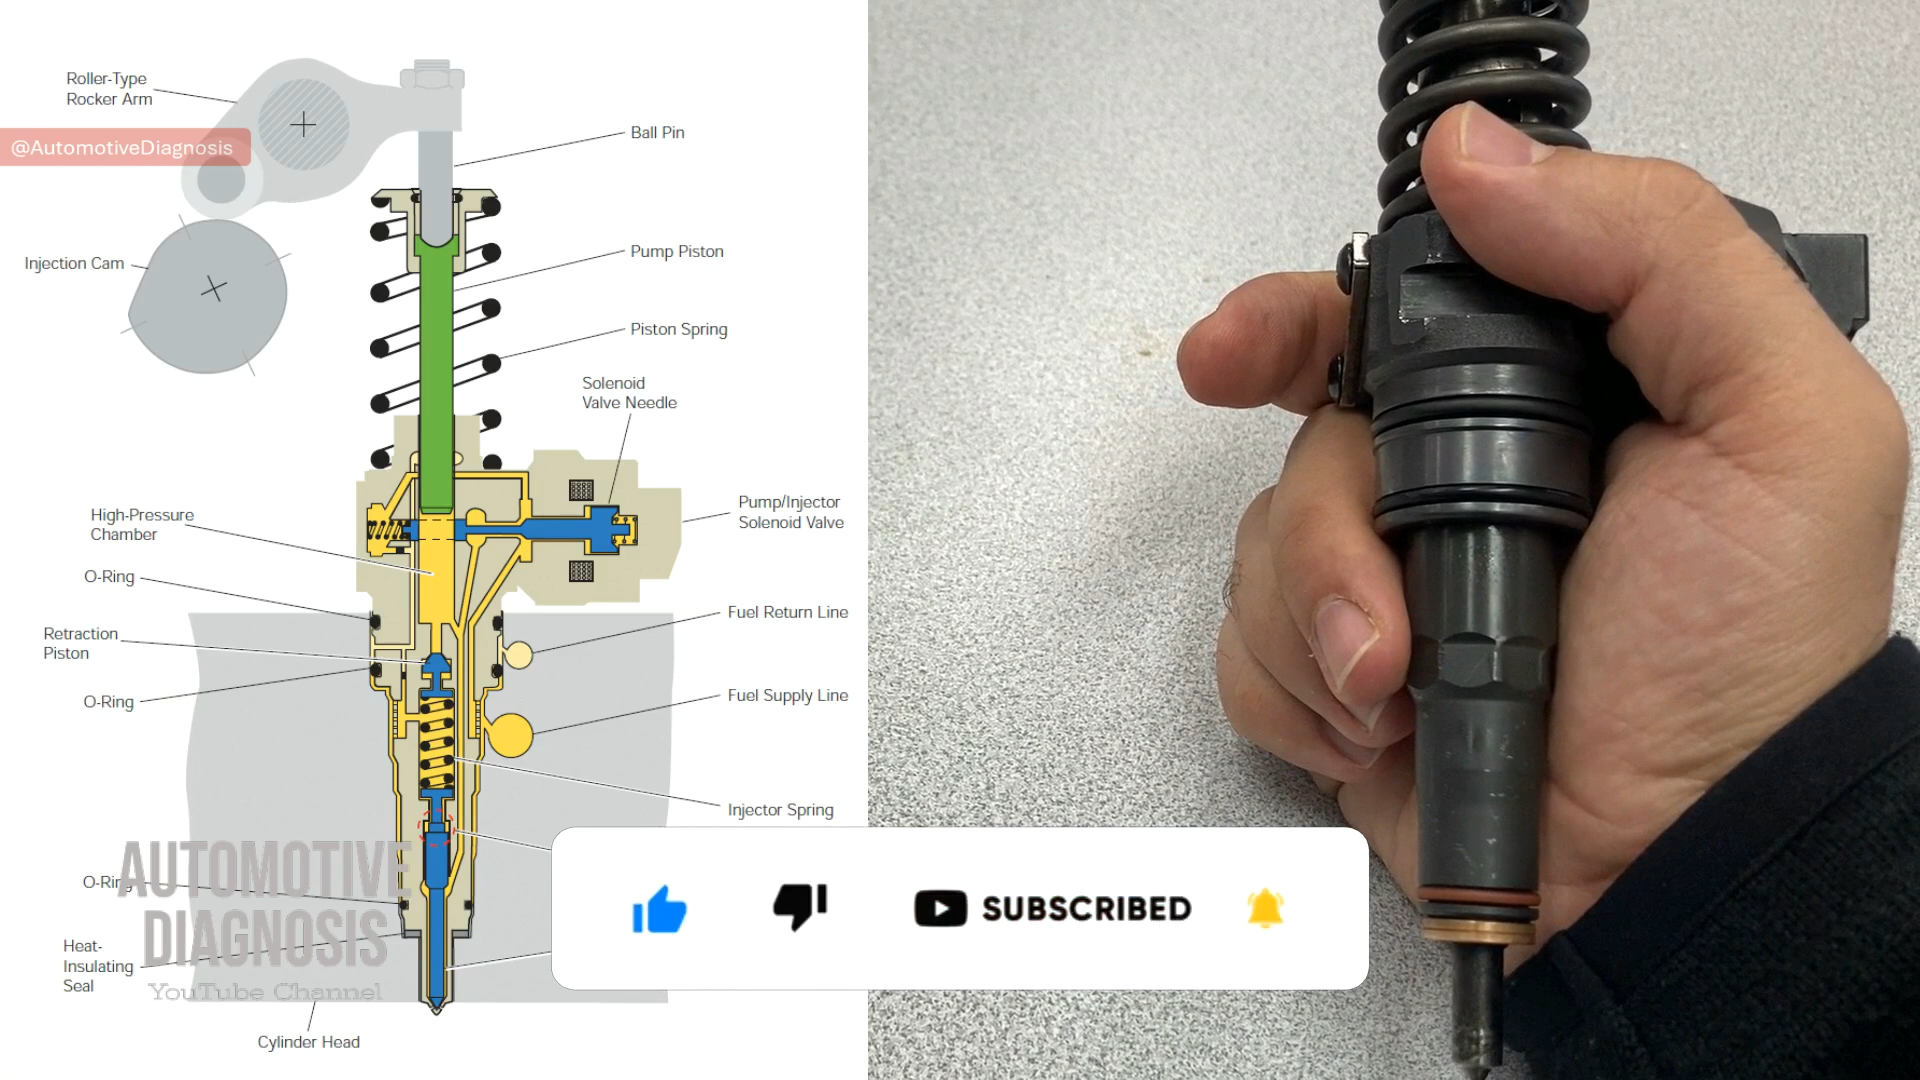 Roller-Type
Rocker Arm
@AutomotiveDiagnosis
Ball Pin
Injection Cam
Pump Piston
Piston Spring
Solenoid
Valve Needle
High-Pressure
Chamber
Pump/Injector
Solenoid Valve
O-Ring
Fuel Return Line
Retraction
Piston
O-Ring
Fuel Supply Line
Injector Spring
AUTOMOTIVE
O-Ring
DIAGNOSIS
SUBSCRIBED
Heat-
Insulating
Seal
YouTube Channel
Cylinder Head